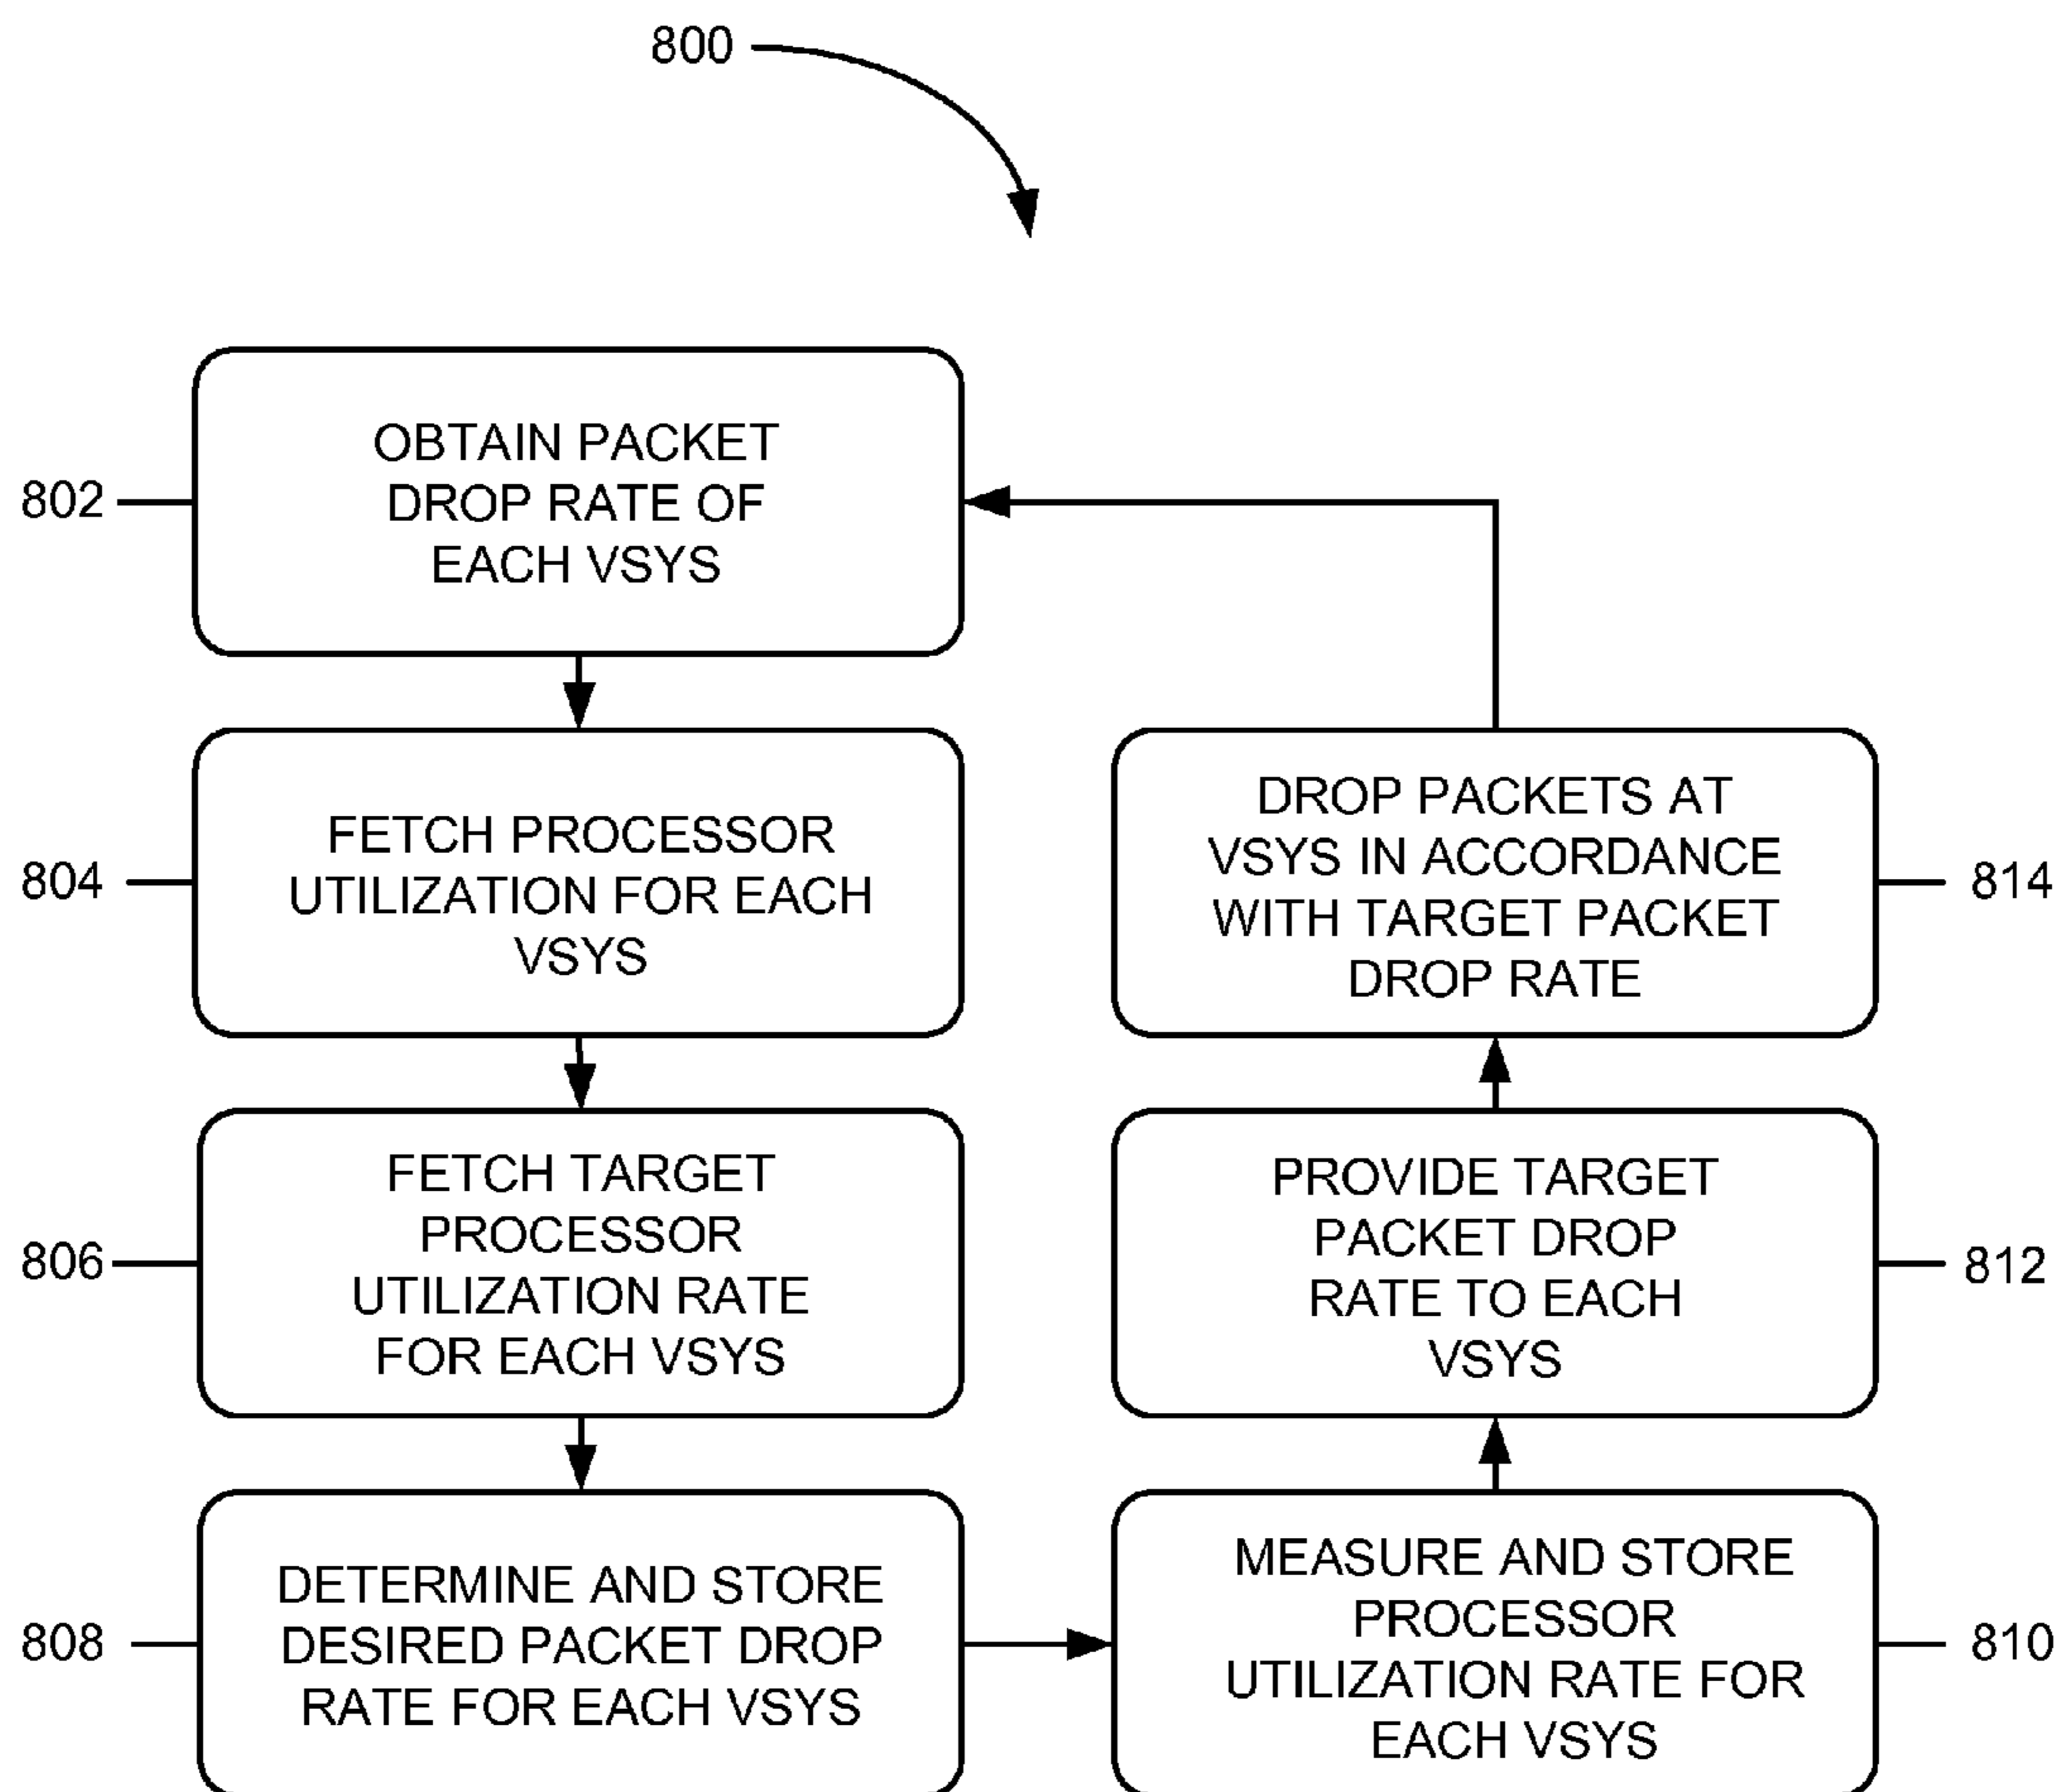 800
802
OBTAIN PACKET
DROP RATE OF
EACH VSYS
804
FETCH PROCESSOR
UTILIZATION FOR EACH
VSYS
806
FETCH TARGET
PROCESSOR
UTILIZATION RATE
FOR EACH VSYS
808
DETERMINE AND STORE
DESIRED PACKET DROP
RATE FOR EACH VSYS
MEASURE AND STORE
PROCESSOR
UTILIZATION RATE FOR
EACH VSYS
810
PROVIDE TARGET
PACKET DROP
RATE TO EACH
VSYS
812
DROP PACKETS AT
VSYS IN ACCORDANCE
WITH TARGET PACKET
DROP RATE
814